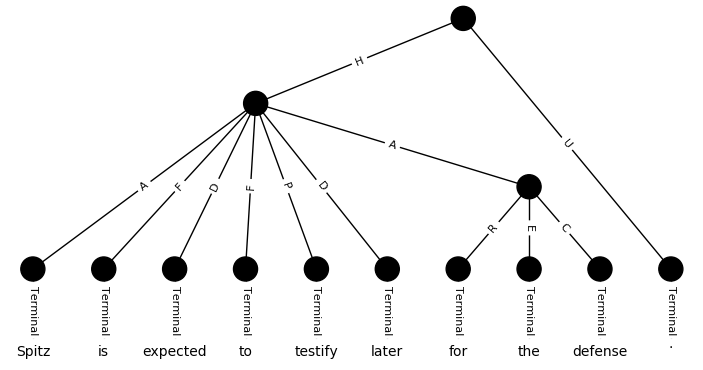 H
U
A
A F D F P D
R E C
Terminal Terminal Terminal Terminal Terminal Terminal Terminal Terminal Terminal Terminal
Spitz is expected to testify later for the defense .